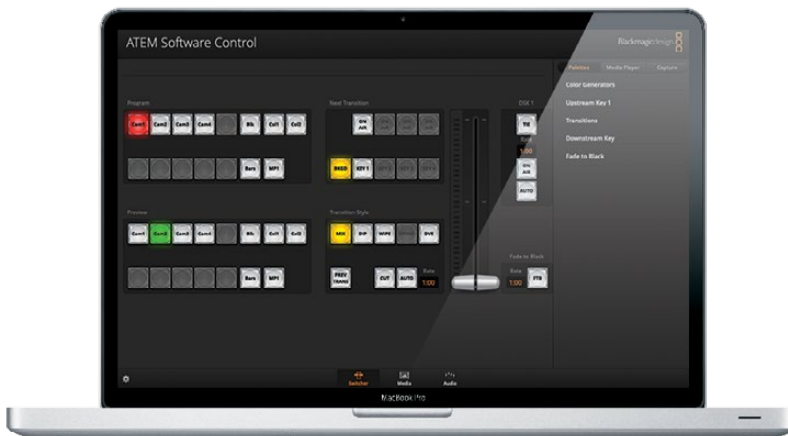 ATEM Software Control
Blackmagicdesign
Palettes Media Player Capture
Color Generators
Upstream Key 1
Transitions
Downstream Key
Fade to Black
Program
Cam1 Cam2 Cam3 Cam4 Blk Col1 Col2
Bars MP1
Next Transition
ON AIR
BKGD KEY 1
DSK 1
TIE
Rate
1:00
ON AIR
AUTO
Preview
Cam1 Cam2 Cam3 Cam4 Blk Col1 Col2
Bars MP1
Transition Style
MIX DIP WIPE DVE
PREV TRANS CUT AUTO Rate 1:00
Fade to Black
Rate
1:00 FTB
Switcher Media Audio
MacBook Pro